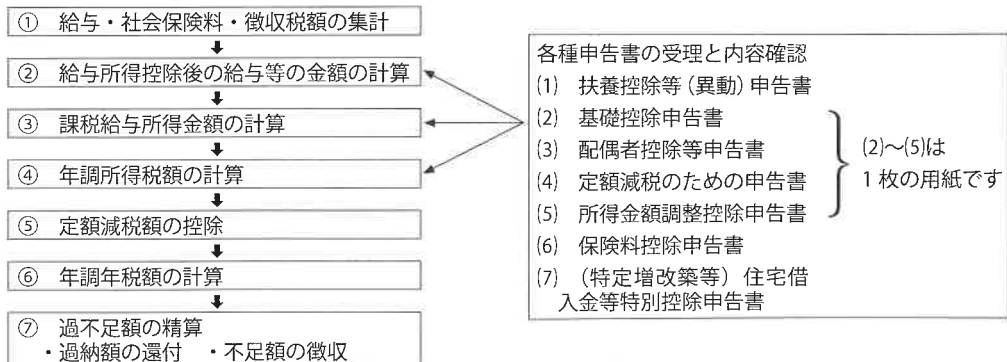 ① 給与・社会保険料・徴収税額の集計
② 給与所得控除後の給与等の金額の計算
③ 課税給与所得金額の計算
④ 年調所得税額の計算
⑤ 定額減税額の控除
⑥ 年調年税額の計算
⑦ 過不足額の精算
・過納額の還付 ・不足額の徴収
各種申告書の受理と内容確認
(1) 扶養控除等(異動)申告書
(2) 基礎控除申告書
(3) 配偶者控除等申告書
(4) 定額減税のための申告書
(5) 所得金額調整控除申告書
(6) 保険料控除申告書
(7) (特定増改築等)住宅借
入金等特別控除申告書
(2)〜(5)は
1枚の用紙です